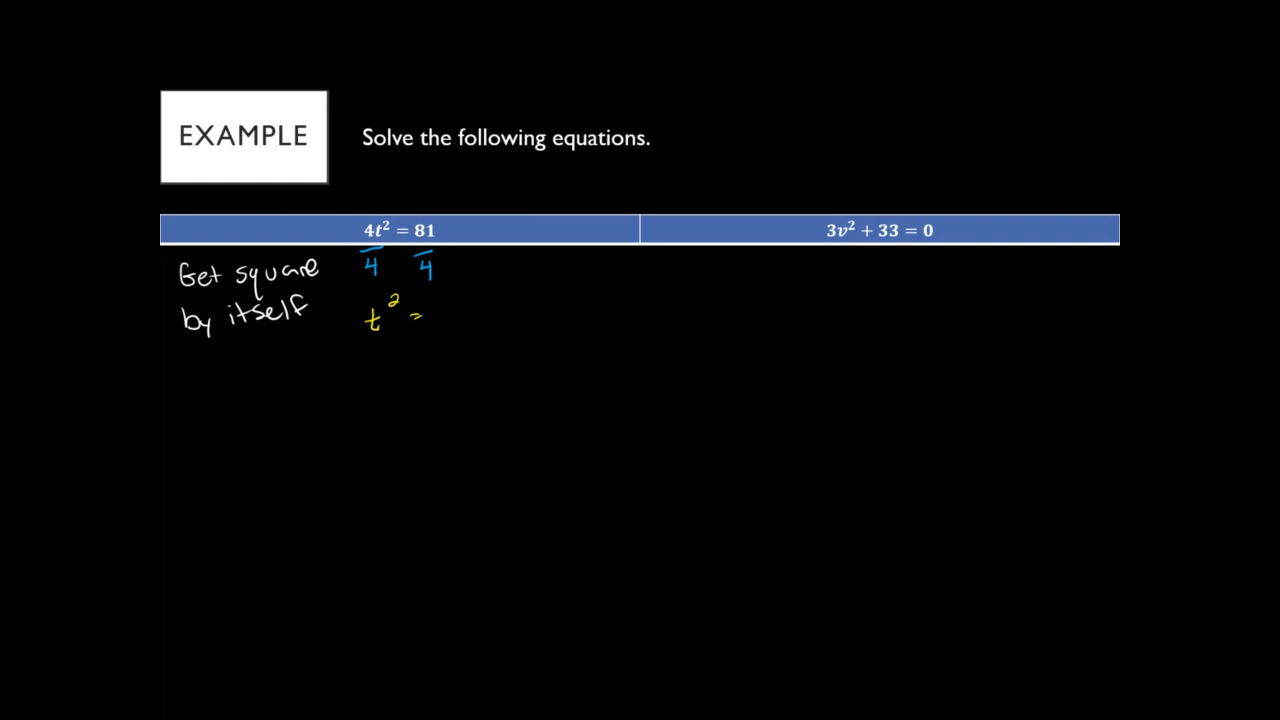 EXAMPLE
Solve the following equations.
4t² = 81
3v² + 33 = 0
Get square
by itself
4 4
t² =